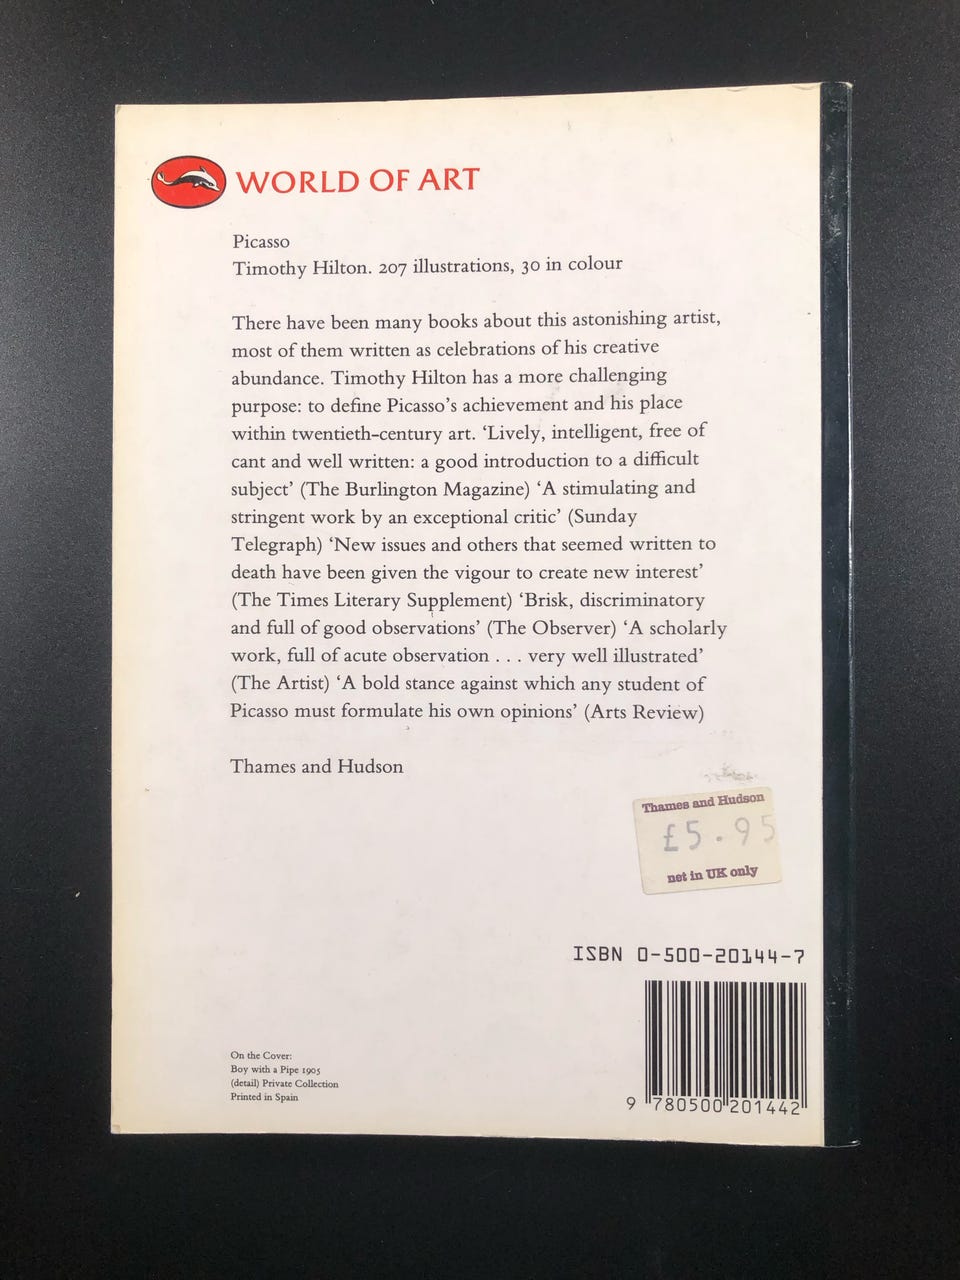 WORLD OF ART
Picasso
Timothy Hilton. 207 illustrations, 30 in colour
There have been many books about this astonishing artist,
most of them written as celebrations of his creative
abundance. Timothy Hilton has a more challenging
purpose: to define Picasso's achievement and his place
within twentieth-century art. ‘Lively, intelligent, free of
cant and well written: a good introduction to a difficult
subject’ (The Burlington Magazine) ‘A stimulating and
stringent work by an exceptional critic’ (Sunday
Telegraph) ‘New issues and others that seemed written to
death have been given the vigour to create new interest’
(The Times Literary Supplement) ‘Brisk, discriminatory
and full of good observations’ (The Observer) ‘A scholarly
work, full of acute observation . . . very well illustrated’
(The Artist) ‘A bold stance against which any student of
Picasso must formulate his own opinions’ (Arts Review)
Thames and Hudson
Thames and Hudson
£5.95
net in UK only
ISBN 0-500-20144-7
9 780500 201442
On the Cover:
Boy with a Pipe 1905
(detail) Private Collection
Printed in Spain